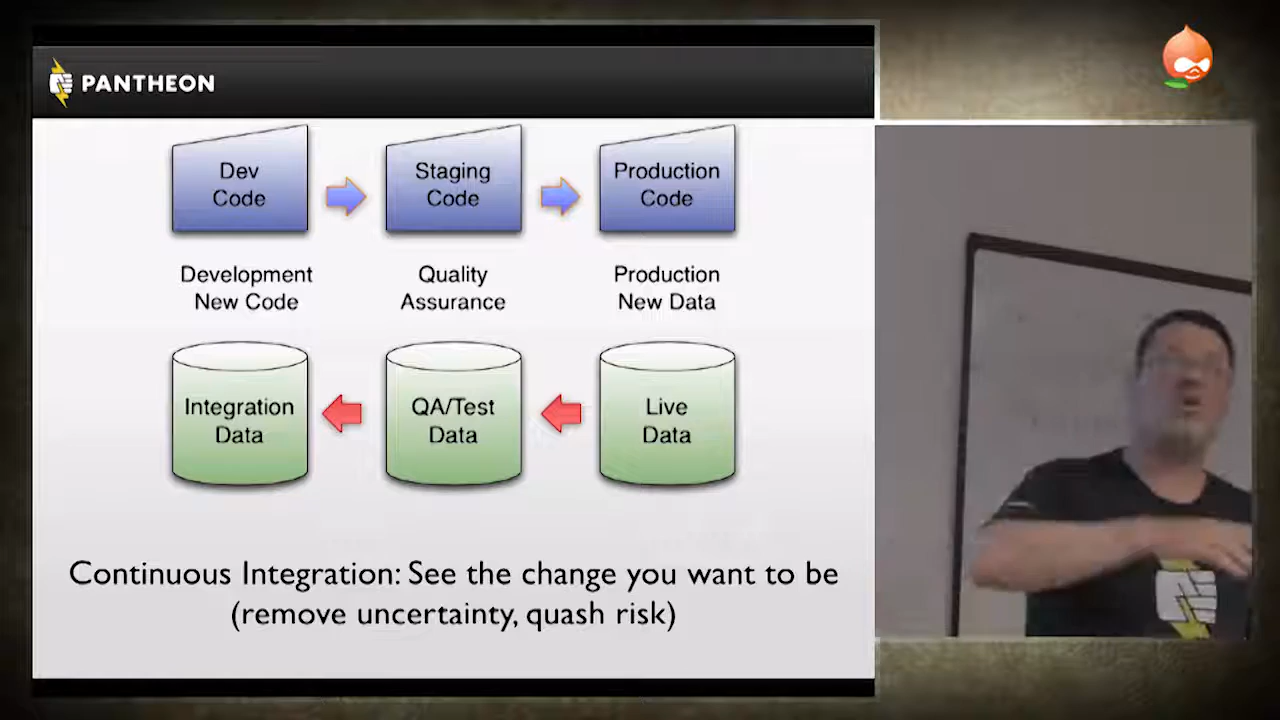 PANTHEON
Dev
Code
Staging
Code
Production
Code
Development
New Code
Quality
Assurance
Production
New Data
Integration
Data
QA/Test
Data
Live
Data
Continuous Integration: See the change you want to be
(remove uncertainty, quash risk)